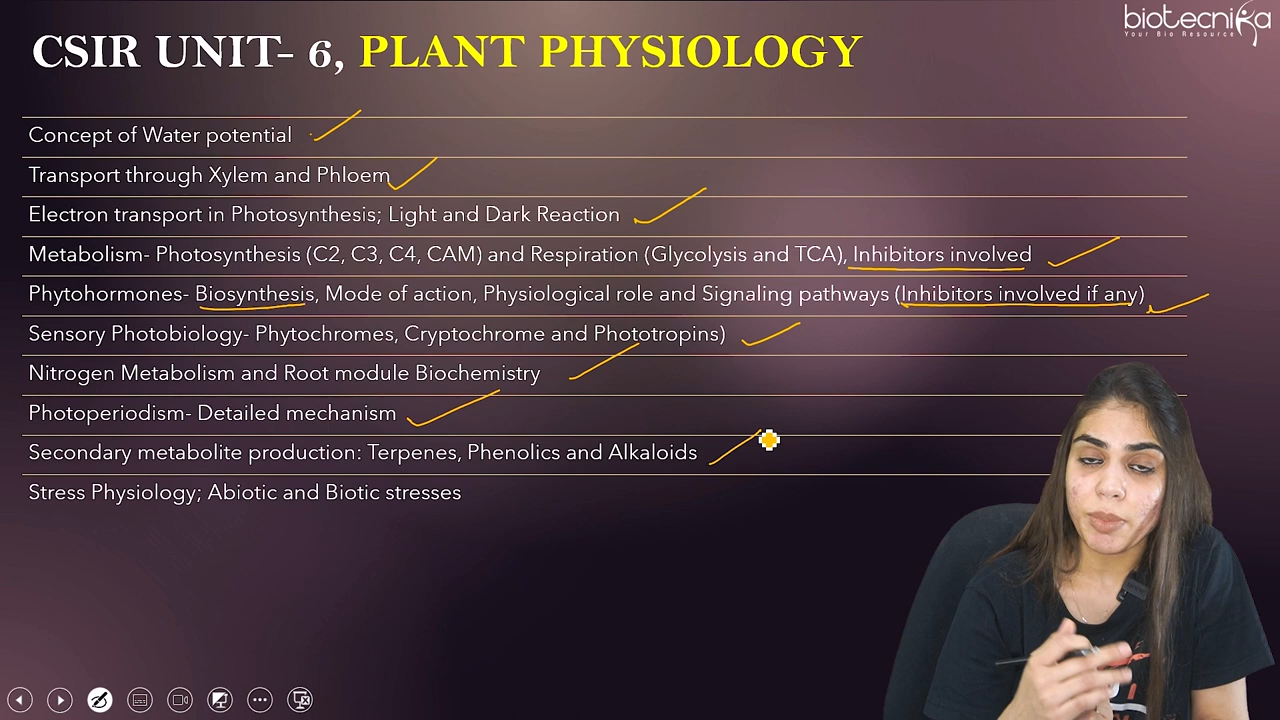 biotecnika
Your Bio Resource
CSIR UNIT- 6, PLANT PHYSIOLOGY
Concept of Water potential
Transport through Xylem and Phloem
Electron transport in Photosynthesis; Light and Dark Reaction
Metabolism- Photosynthesis (C2, C3, C4, CAM) and Respiration (Glycolysis and TCA), Inhibitors involved
Phytohormones- Biosynthesis, Mode of action, Physiological role and Signaling pathways (Inhibitors involved if any)
Sensory Photobiology- Phytochromes, Cryptochrome and Phototropins)
Nitrogen Metabolism and Root module Biochemistry
Photoperiodism- Detailed mechanism
Secondary metabolite production: Terpenes, Phenolics and Alkaloids
Stress Physiology; Abiotic and Biotic stresses